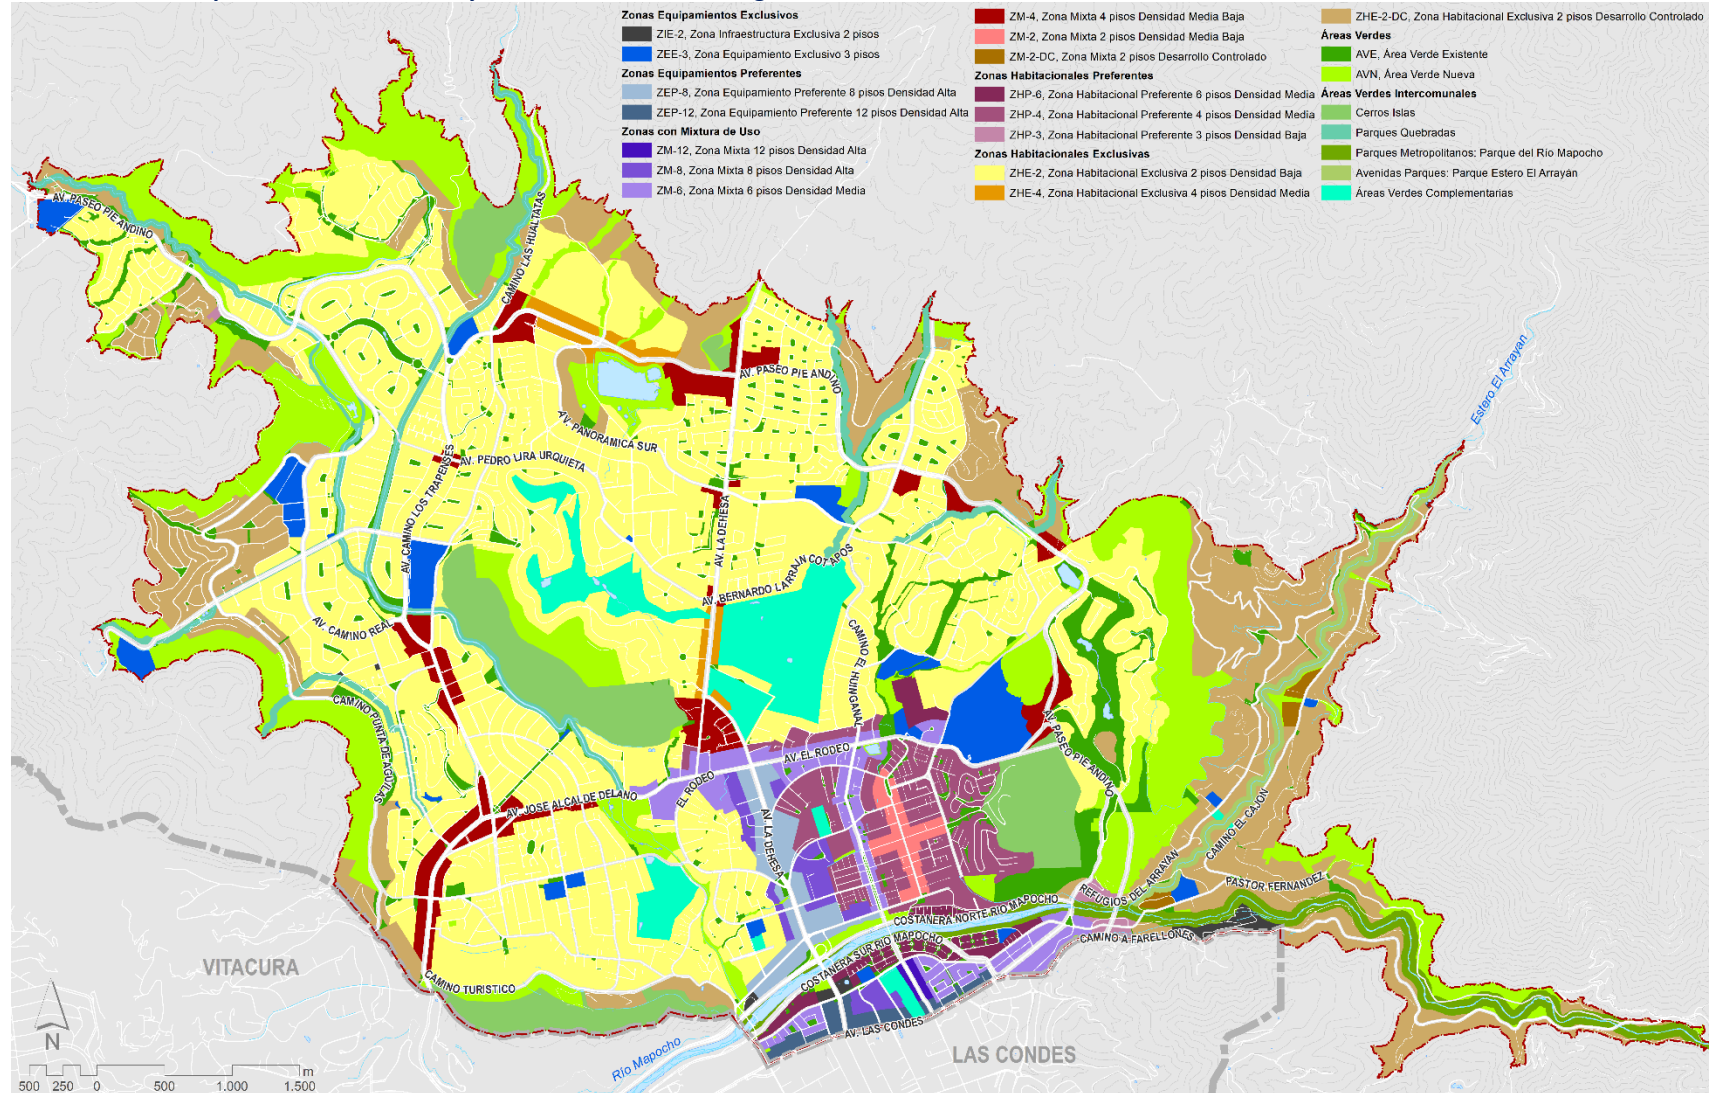 Zonas Equipamientos Exclusivos
ZIE-2, Zona Infraestructura Exclusiva 2 pisos
ZEE-3, Zona Equipamiento Exclusivo 3 pisos
Zonas Equipamientos Preferentes
ZEP-8, Zona Equipamiento Preferente 8 pisos Densidad Alta
ZEP-12, Zona Equipamiento Preferente 12 pisos Densidad Alta
Zonas con Mixtura de Uso
ZM-12, Zona Mixta 12 pisos Densidad Alta
ZM-8, Zona Mixta 8 pisos Densidad Alta
ZM-6, Zona Mixta 6 pisos Densidad Media
ZM-4, Zona Mixta 4 pisos Densidad Media Baja
ZM-2, Zona Mixta 2 pisos Densidad Media Baja
ZM-2-DC, Zona Mixta 2 pisos Desarrollo Controlado
Zonas Habitacionales Preferentes
ZHP-6, Zona Habitacional Preferente 6 pisos Densidad Media
ZHP-4, Zona Habitacional Preferente 4 pisos Densidad Media
ZHP-3, Zona Habitacional Preferente 3 pisos Densidad Baja
Zonas Habitacionales Exclusivas
ZHE-2, Zona Habitacional Exclusiva 2 pisos Densidad Baja
ZHE-4, Zona Habitacional Exclusiva 4 pisos Densidad Media
ZHE-2-DC, Zona Habitacional Exclusiva 2 pisos Desarrollo Controlado
Áreas Verdes
AVE, Área Verde Existente
AVN, Área Verde Nueva
Áreas Verdes Intercomunales
Cerros Islas
Parques Quebradas
Parques Metropolitanos: Parque del Río Mapocho
Avenidas Parques: Parque Estero El Arrayán
Áreas Verdes Complementarias
AV. PASEO PIE ANDINO
CAMINO LAS HUALTATAS
Estero El Arrayan
AV. PASEO PIE ANDINO
AV. PANORAMICA SUR
AV. PEDRO LIRA URQUIETA
AV. CAMINO LOS TRAPENSES
AV. LA DEHESA
AV. BERNARDO LARRAÍN COTAPOS
AV. CAMINO REAL
CAMINO EL HUINGANAL
CAMINO PUNTA DE AGUILAS
AV. PASEO PIE ANDINO
AV. EL RODEO
EL RODEO
AV. JOSE ALCALDE DELANO
AV. LA DEHESA
CAMINO EL CAJON
REFUGIOS DEL ARRAYAN
PASTOR FERNANDEZ
COSTANERA NORTE RIO MAPOCHO
COSTANERA SUR RIO MAPOCHO
CAMINO A FARELLONES
VITACURA
CAMINO TURISTICO
AV. LAS CONDES
Río Mapocho
LAS CONDES
N
m
500 250 0 500 1.000 1.500